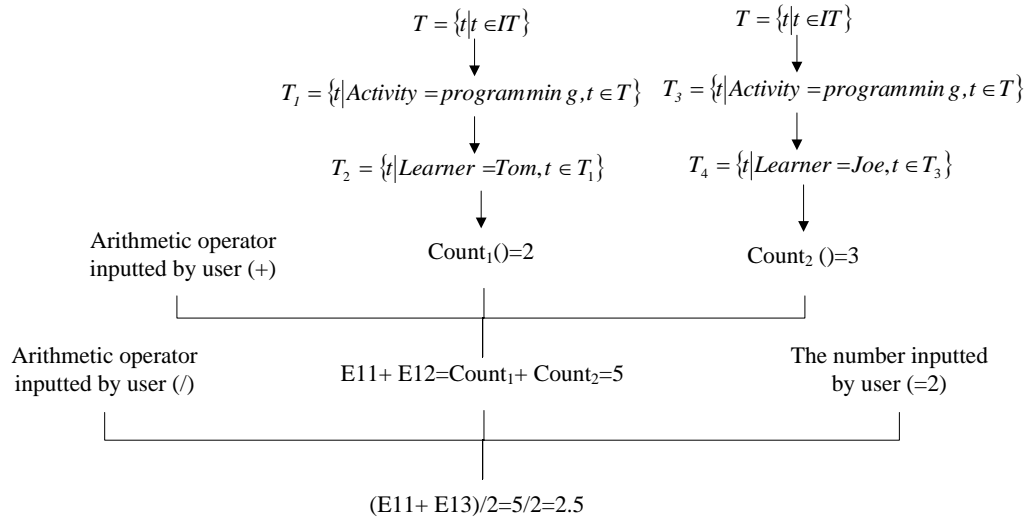 T = {t|t ∈IT}
T = {t|t ∈IT}
T₁ = {t|Activity =programmin g,t ∈ T}
T₃ = {t|Activity =programmin g,t ∈ T}
T₂ = {t|Learner =Tom,t ∈ T₁}
T₄ = {t|Learner =Joe,t ∈ T₃}
Arithmetic operator
inputted by user (+)
Count₁()=2
Count₂ ()=3
Arithmetic operator
inputted by user (/)
E11+ E12=Count₁+ Count₂=5
The number inputted
by user (=2)
(E11+ E13)/2=5/2=2.5